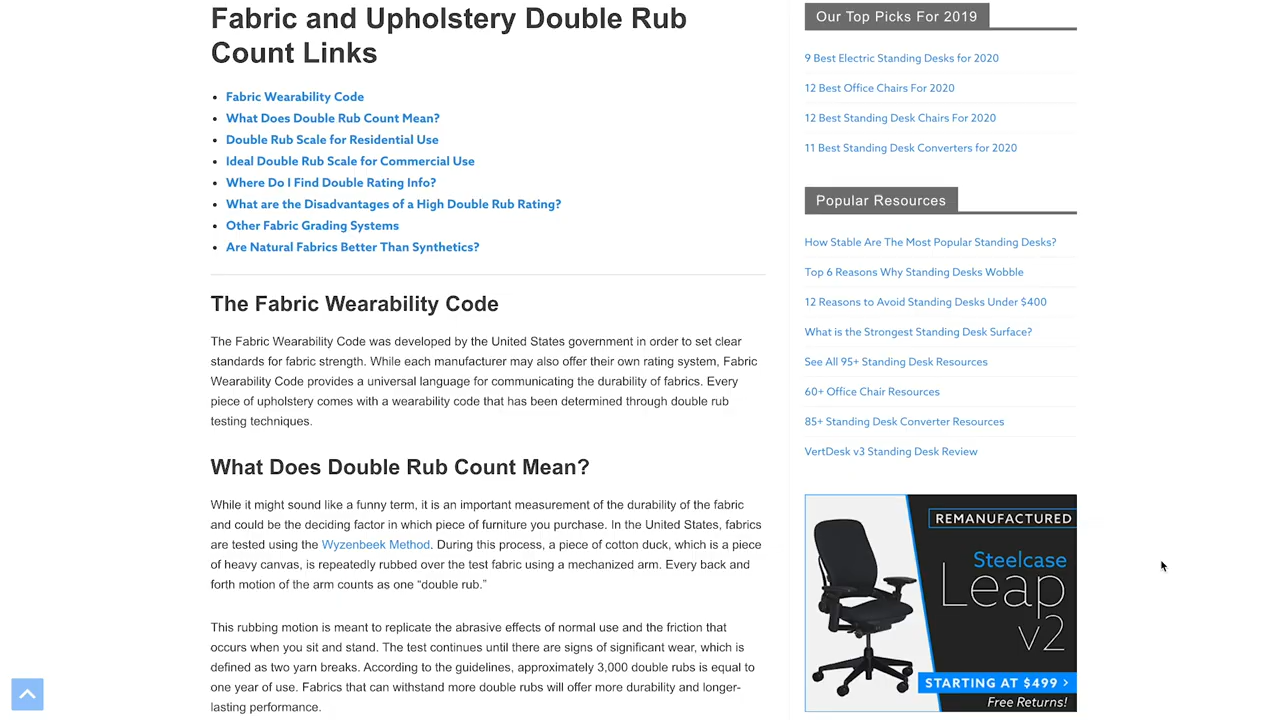 Fabric and Upholstery Double Rub
Count Links
Fabric Wearability Code
What Does Double Rub Count Mean?
Double Rub Scale for Residential Use
Ideal Double Rub Scale for Commercial Use
Where Do I Find Double Rating Info?
What are the Disadvantages of a High Double Rub Rating?
Other Fabric Grading Systems
Are Natural Fabrics Better Than Synthetics?
The Fabric Wearability Code
The Fabric Wearability Code was developed by the United States government in order to set clear
standards for fabric strength. While each manufacturer may also offer their own rating system, Fabric
Wearability Code provides a universal language for communicating the durability of fabrics. Every
piece of upholstery comes with a wearability code that has been determined through double rub
testing techniques.
What Does Double Rub Count Mean?
While it might sound like a funny term, it is an important measurement of the durability of the fabric
and could be the deciding factor in which piece of furniture you purchase. In the United States, fabrics
are tested using the Wyzenbeek Method. During this process, a piece of cotton duck, which is a piece
of heavy canvas, is repeatedly rubbed over the test fabric using a mechanized arm. Every back and
forth motion of the arm counts as one “double rub.”
This rubbing motion is meant to replicate the abrasive effects of normal use and the friction that
occurs when you sit and stand. The test continues until there are signs of significant wear, which is
defined as two yarn breaks. According to the guidelines, approximately 3,000 double rubs is equal to
one year of use. Fabrics that can withstand more double rubs will offer more durability and longer-
lasting performance.
Our Top Picks For 2019
9 Best Electric Standing Desks for 2020
12 Best Office Chairs For 2020
12 Best Standing Desk Chairs For 2020
11 Best Standing Desk Converters for 2020
Popular Resources
How Stable Are The Most Popular Standing Desks?
Top 6 Reasons Why Standing Desks Wobble
12 Reasons to Avoid Standing Desks Under $400
What is the Strongest Standing Desk Surface?
See All 95+ Standing Desk Resources
60+ Office Chair Resources
85+ Standing Desk Converter Resources
VertDesk v3 Standing Desk Review
REMANUFACTURED
Steelcase
Leap
v2
STARTING AT $499 >
Free Returns!